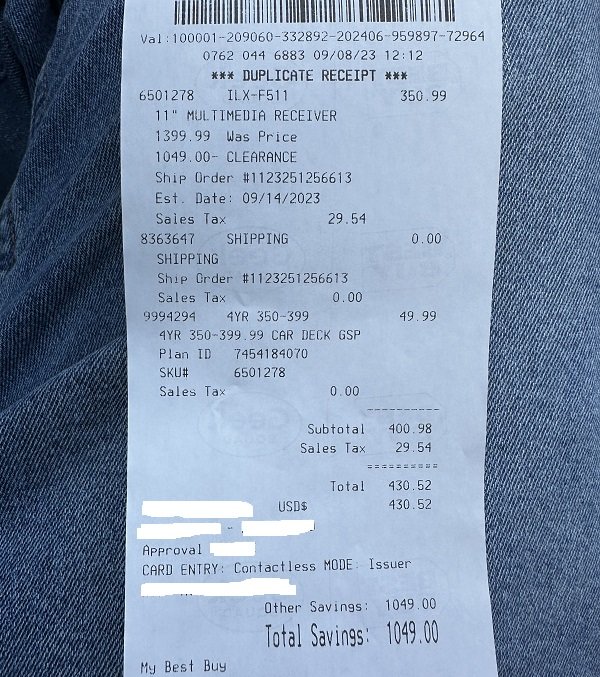 Val:100001-209060-332892-202406-959897-72964
0762 044 6883 09/08/23 12:12
*** DUPLICATE RECEIPT ***
6501278 ILX-F511 350.99
11" MULTIMEDIA RECEIVER
1399.99 Was Price
1049.00- CLEARANCE
Ship Order #1123251256613
Est. Date: 09/14/2023
Sales Tax 29.54
8363647 SHIPPING 0.00
SHIPPING
Ship Order #1123251256613
Sales Tax 0.00
9994294 4YR 350-399 49.99
4YR 350-399.99 CAR DECK GSP
Plan ID 7454184070
SKU# 6501278
Sales Tax 0.00
----------
Subtotal 400.98
Sales Tax 29.54
==========
Total 430.52
USD$ 430.52
-
Approval
CARD ENTRY: Contactless MODE: Issuer
Other Savings: 1049.00
Total Savings: 1049.00
My Best Buy